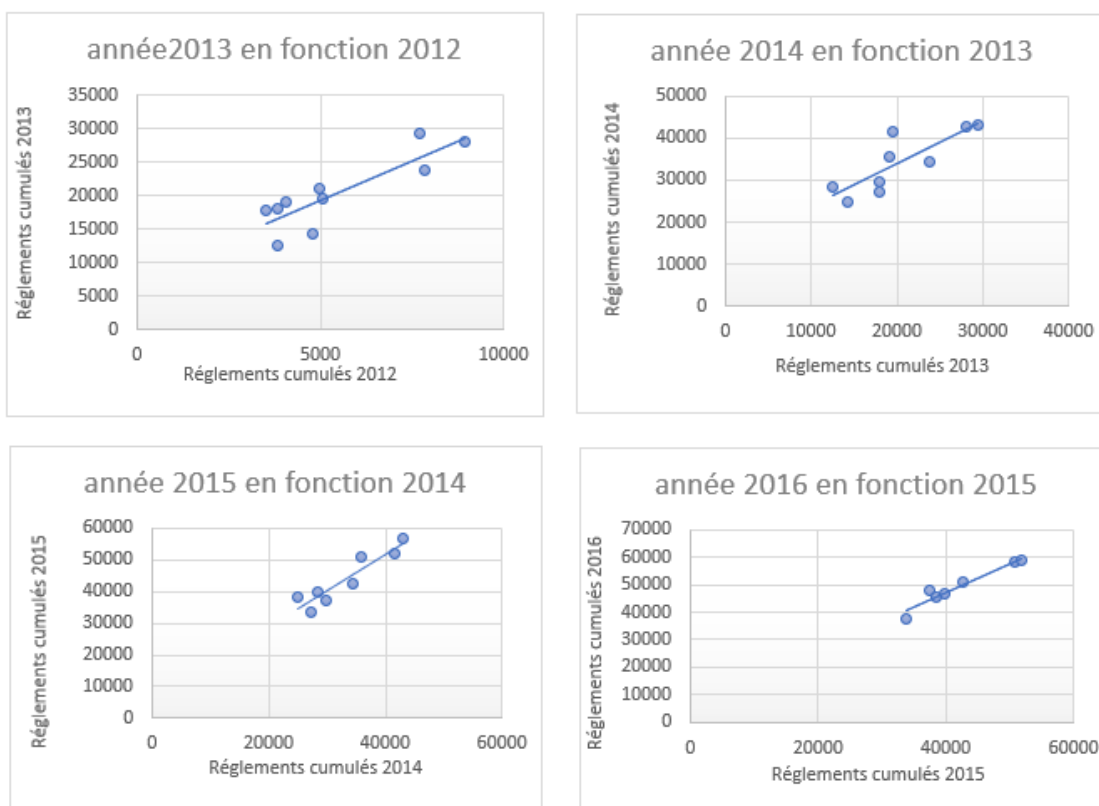 année2013 en fonction 2012
Réglements cumulés 2013
35000
30000
25000
20000
15000
10000
5000
0
0 5000 10000
Réglements cumulés 2012
année 2014 en fonction 2013
Réglements cumulés 2014
50000
40000
30000
20000
10000
0
0 10000 20000 30000 40000
Réglements cumulés 2013
année 2015 en fonction 2014
Réglements cumulés 2015
60000
50000
40000
30000
20000
10000
0
0 20000 40000 60000
Réglements cumulés 2014
année 2016 en fonction 2015
Réglements cumulés 2016
70000
60000
50000
40000
30000
20000
10000
0
0 20000 40000 60000
Réglements cumulés 2015